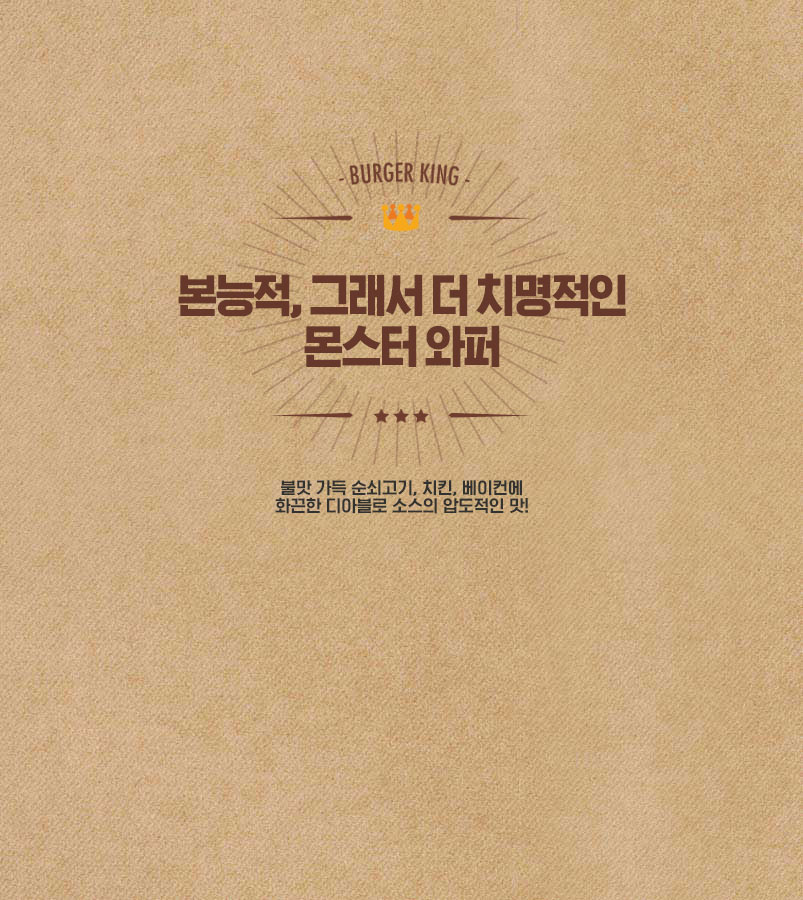 - BURGER KING -
본능적, 그래서 더 치명적인
몬스터 와퍼
불맛 가득 순쇠고기, 치킨, 베이컨에
화끈한 디아블로 소스의 압도적인 맛!